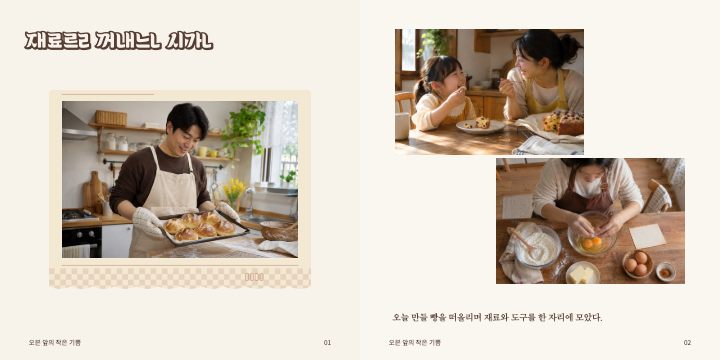 재료를 꺼내는 시간
오븐 앞의 작은 기쁨
01
오늘 만들 빵을 떠올리며 재료와 도구를 한 자리에 모았다.
오븐 앞의 작은 기쁨
02